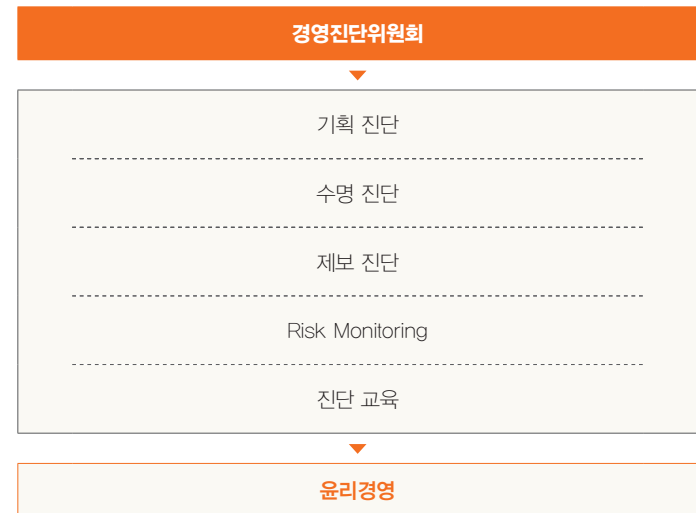 경영진단위원회
기획 진단
수명 진단
제보 진단
Risk Monitoring
진단 교육
윤리경영